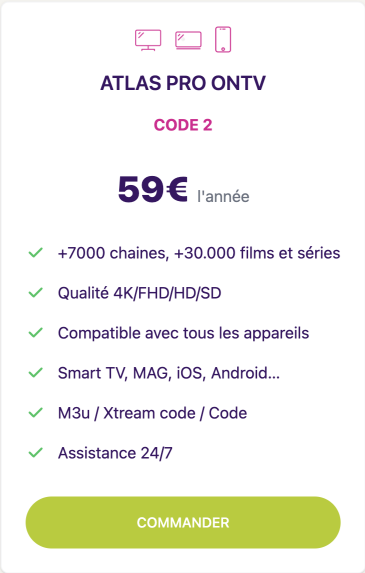 ATLAS PRO ONTV
CODE 2
59€ l'année
+7000 chaines, +30.000 films et séries
Qualité 4K/FHD/HD/SD
Compatible avec tous les appareils
Smart TV, MAG, iOS, Android...
M3u / Xtream code / Code
Assistance 24/7
COMMANDER